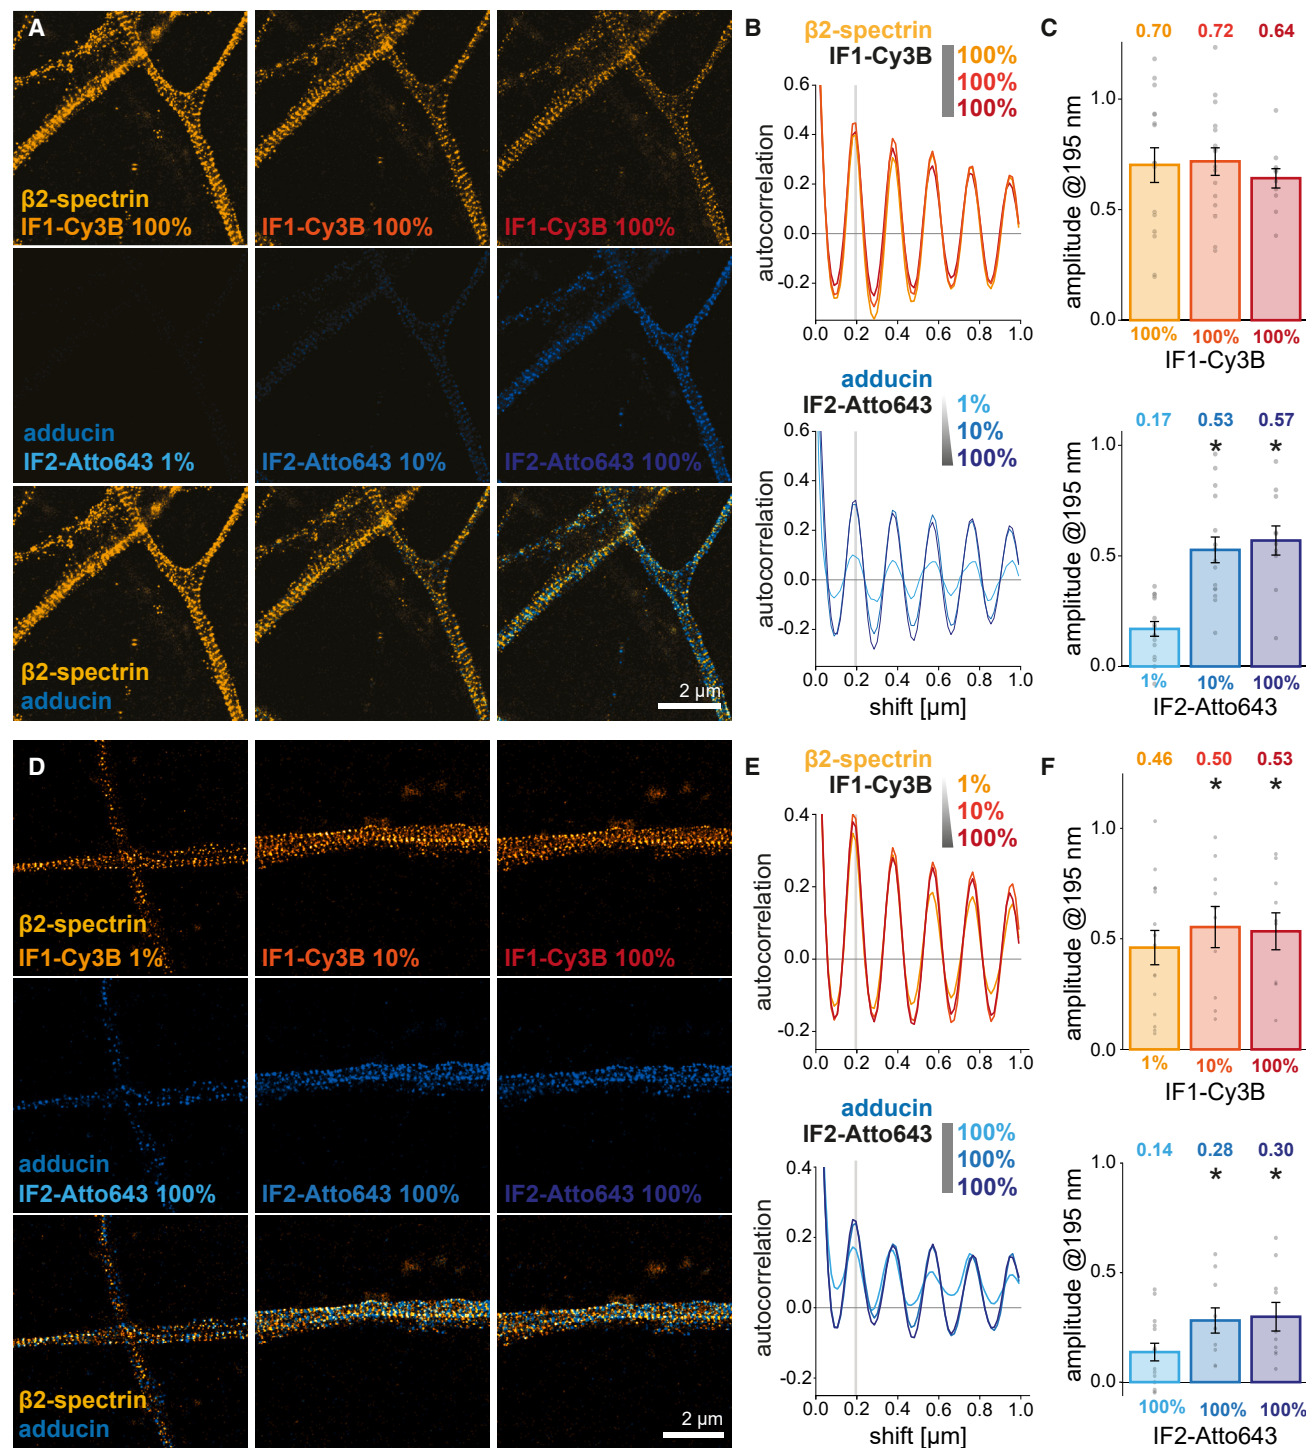 A
β2-spectrin
IF1-Cy3B 100%
IF1-Cy3B 100%
IF1-Cy3B 100%
adducin
IF2-Atto643 1%
IF2-Atto643 10%
IF2-Atto643 100%
β2-spectrin
adducin
2 µm
B
β2-spectrin
IF1-Cy3B
100%
100%
100%
autocorrelation
0.6
0.4
0.2
0.0
-0.2
0.0 0.2 0.4 0.6 0.8 1.0
adducin
IF2-Atto643
1%
10%
100%
autocorrelation
0.6
0.4
0.2
0.0
-0.2
0.0 0.2 0.4 0.6 0.8 1.0
shift [µm]
C
0.70 0.72 0.64
amplitude @195 nm
1.0
0.5
0.0
100% 100% 100%
IF1-Cy3B
0.17 0.53 0.57
* *
amplitude @195 nm
1.0
0.5
0.0
1% 10% 100%
IF2-Atto643
D
β2-spectrin
IF1-Cy3B 1%
IF1-Cy3B 10%
IF1-Cy3B 100%
adducin
IF2-Atto643 100%
IF2-Atto643 100%
IF2-Atto643 100%
β2-spectrin
adducin
2 µm
E
β2-spectrin
IF1-Cy3B
1%
10%
100%
autocorrelation
0.4
0.2
0.0
-0.2
0.0 0.2 0.4 0.6 0.8 1.0
adducin
IF2-Atto643
100%
100%
100%
autocorrelation
0.4
0.2
0.0
-0.2
0.0 0.2 0.4 0.6 0.8 1.0
shift [µm]
F
0.46 0.50 0.53
* *
amplitude @195 nm
1.0
0.5
0.0
1% 10% 100%
IF1-Cy3B
0.14 0.28 0.30
* *
amplitude @195 nm
1.0
0.5
0.0
100% 100% 100%
IF2-Atto643